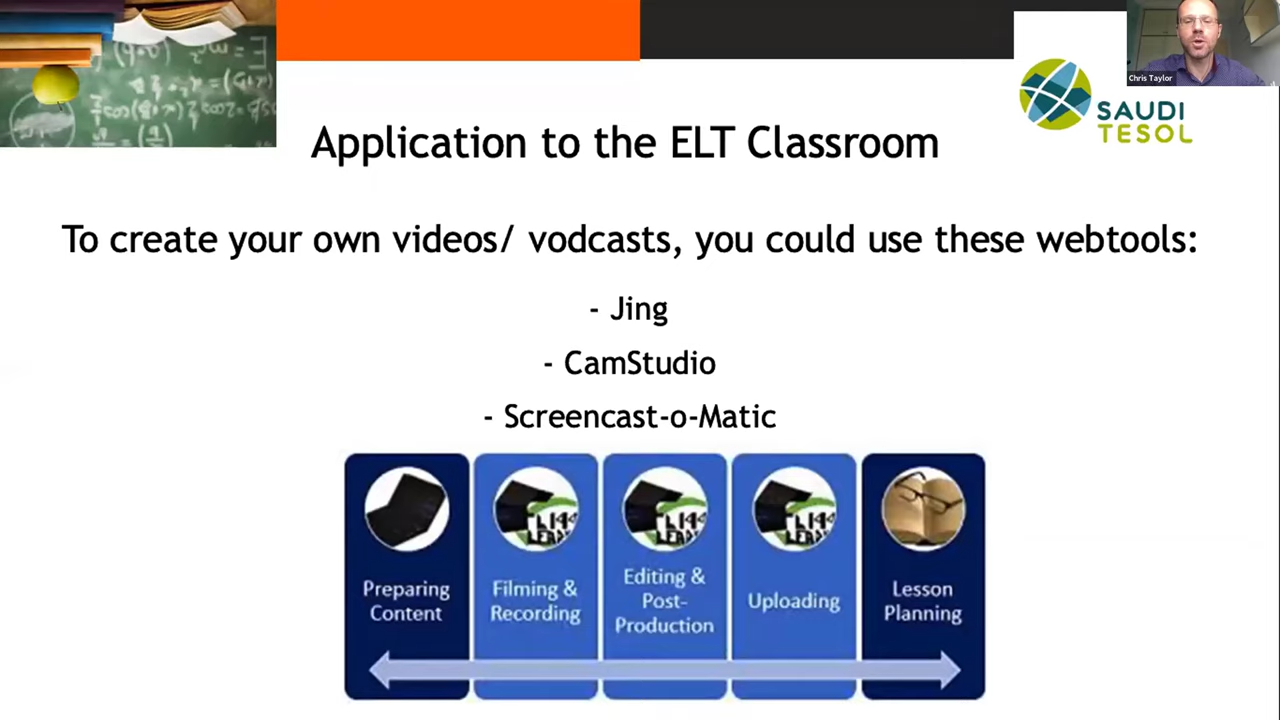 Chris Taylor
SAUDI
TESOL
Application to the ELT Classroom
To create your own videos/ vodcasts, you could use these webtools:
- Jing
- CamStudio
- Screencast-o-Matic
Preparing
Content
Filming &
Recording
Editing &
Post-
Production
Uploading
Lesson
Planning